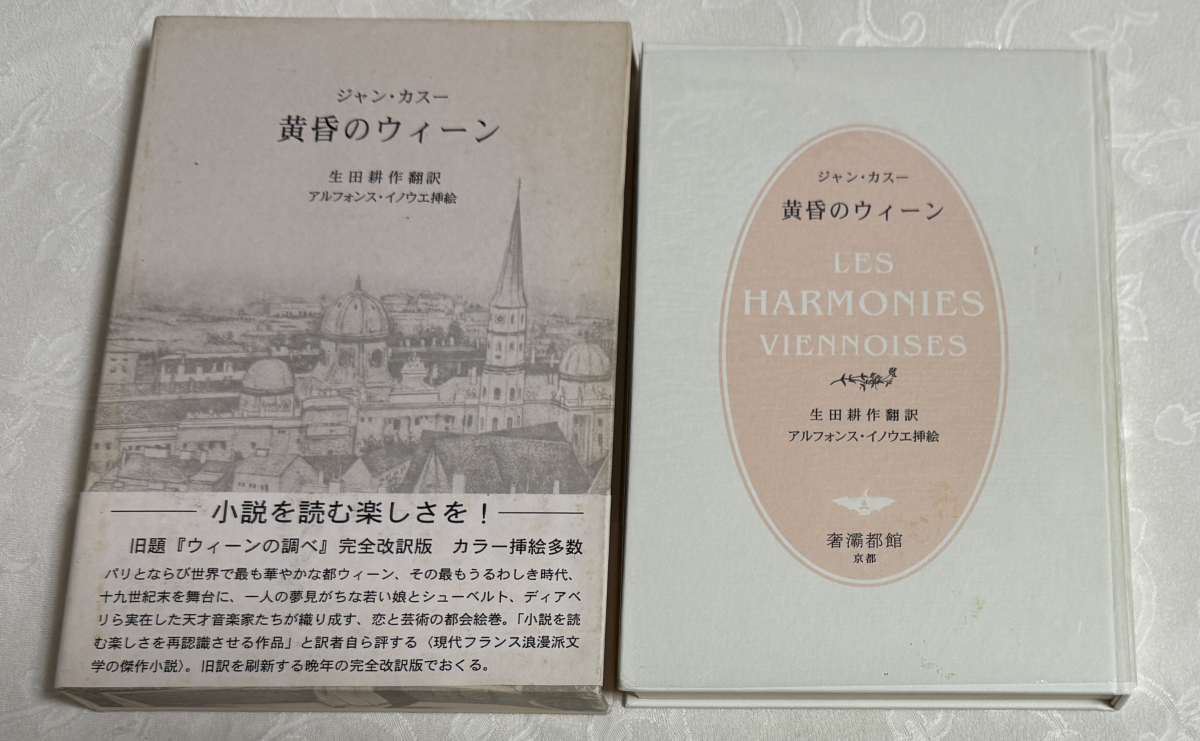 ジャン・カスー
黄昏のウィーン
生田耕作翻訳
アルフォンス・イノウエ挿絵
小説を読む楽しさを！
旧題『ウィーンの調べ』完全改訳版　カラー挿絵多数
パリとならび世界で最も華やかな都ウィーン、その最もうるわしき時代、
十九世紀末を舞台に、一人の夢見がちな若い娘とシューベルト、ディアベ
リら実在した天才音楽家たちが織り成す、恋と芸術の都会絵巻。「小説を読
む楽しさを再認識させる作品」と訳者自ら評する〈現代フランス浪漫派文
学の傑作小説〉。旧訳を刷新する晩年の完全改訳版でおくる。
ジャン・カスー
黄昏のウィーン
LES
HARMONIES
VIENNOISES
生田耕作翻訳
アルフォンス・イノウエ挿絵
奢灞都館
京都